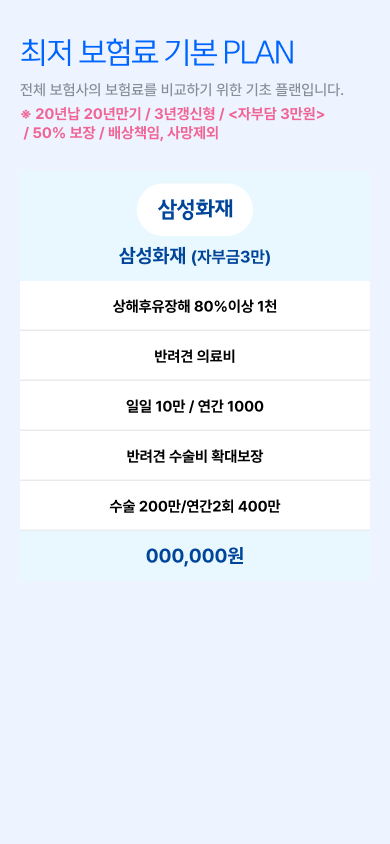 최저 보험료 기본 PLAN
전체 보험사의 보험료를 비교하기 위한 기초 플랜입니다.
※ 20년납 20년만기 / 3년갱신형 / <자부담 3만원>
/ 50% 보장 / 배상책임, 사망제외
삼성화재
삼성화재 (자부금3만)
상해후유장해 80%이상 1천
반려견 의료비
일일 10만 / 연간 1000
반려견 수술비 확대보장
수술 200만/연간2회 400만
000,000원